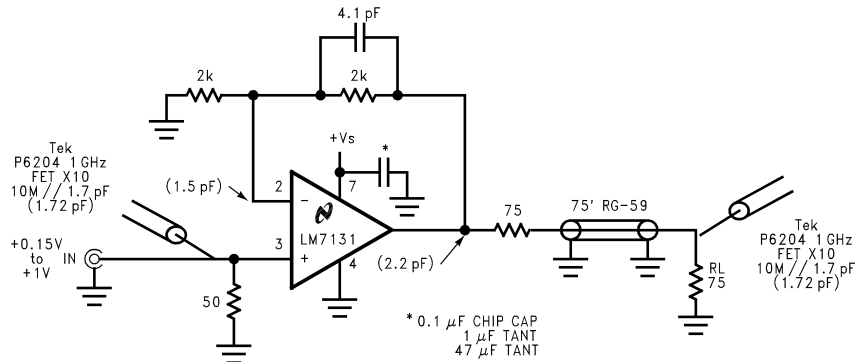 4.1 pF
2k
2k
+Vs
*
Tek
P6204 1 GHz
FET X10
10M // 1.7 pF
(1.72 pF)
(1.5 pF)
2
7
−
LM7131
3
+
4
+0.15V
to
+1V
IN
50
(2.2 pF)
75
75' RG-59
Tek
P6204 1 GHz
FET X10
10M // 1.7 pF
(1.72 pF)
RL
75
* 0.1 µF CHIP CAP
1 µF TANT
47 µF TANT